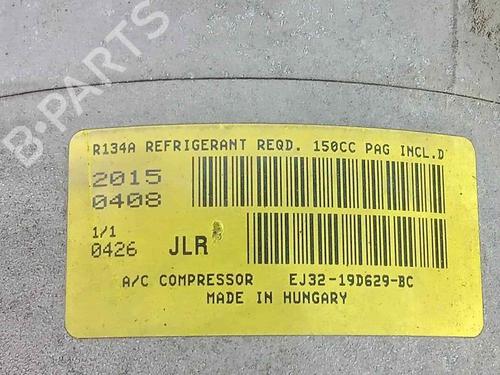 B-PARTS
R134A REFRIGERANT REQD. 150CC PAG INCL.D'
2015
0408
1/1
0426 JLR
A/C COMPRESSOR EJ32-19D629-BC
MADE IN HUNGARY